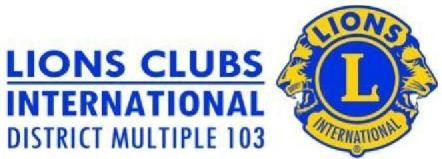 LIONS CLUBS
INTERNATIONAL
DISTRICT MULTIPLE 103
LIONS
L
INTERNATIONAL
®